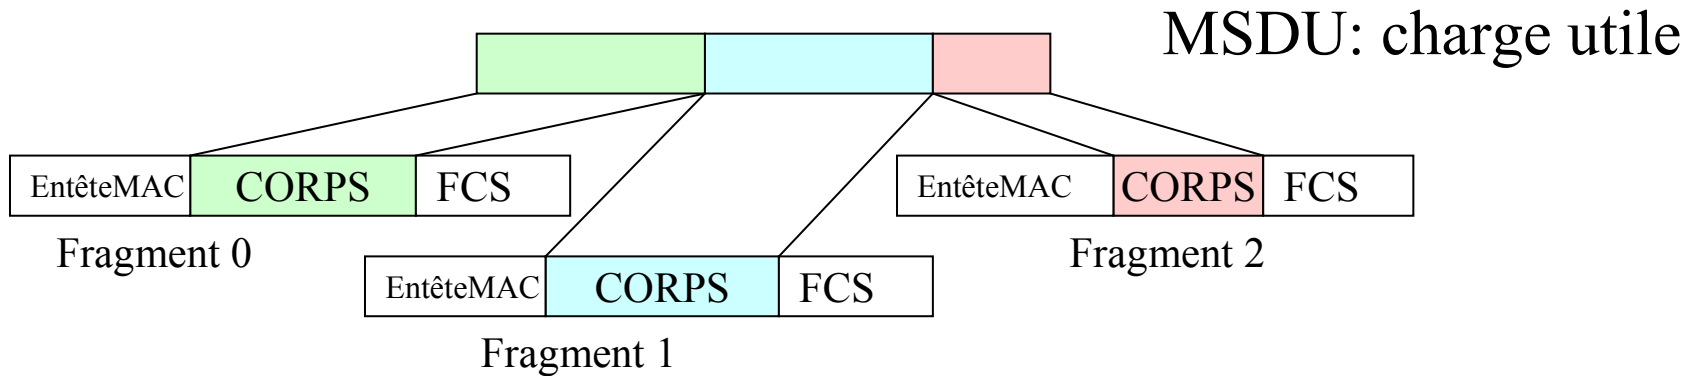 MSDU: charge utile
EntêteMAC CORPS FCS
Fragment 0
EntêteMAC CORPS FCS
Fragment 1
EntêteMAC CORPS FCS
Fragment 2